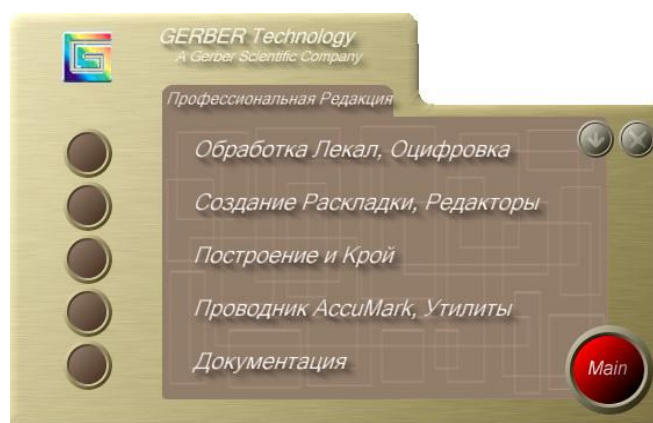 GERBER Technology
A Gerber Scientific Company
Профессиональная Редакция
Обработка Лекал, Оцифровка
Создание Раскладки, Редакторы
Построение и Крой
Проводник AccuMark, Утилиты
Документация
Main